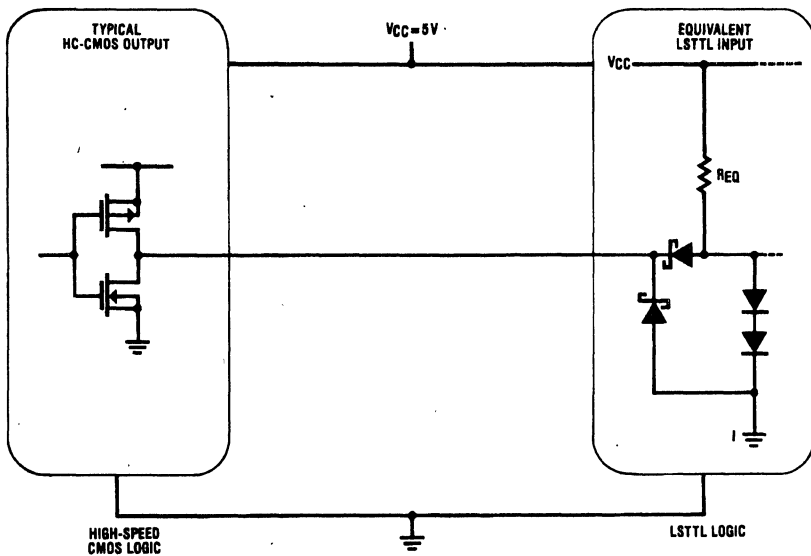 TYPICAL
HC-CMOS OUTPUT
VCC=5V
EQUIVALENT
LSTTL INPUT
VCC
REQ
HIGH-SPEED
CMOS LOGIC
LSTTL LOGIC